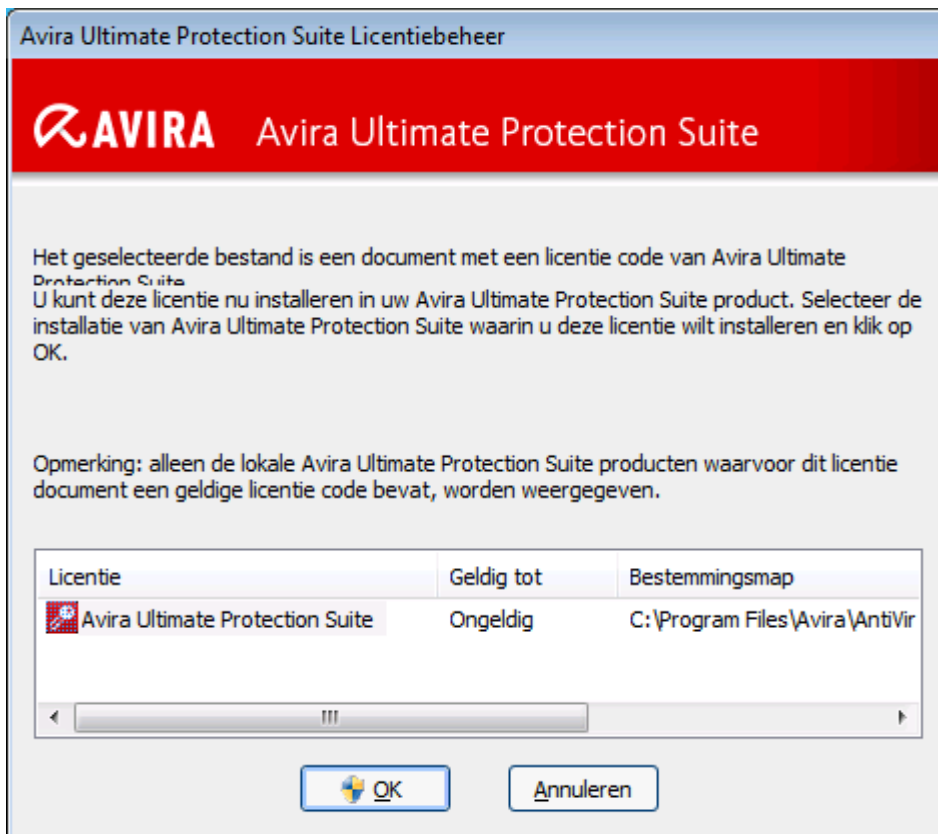 Avira Ultimate Protection Suite Licentiebeheer
AVIRA Avira Ultimate Protection Suite
Het geselecteerde bestand is een document met een licentie code van Avira Ultimate
Protection Suite
U kunt deze licentie nu installeren in uw Avira Ultimate Protection Suite product. Selecteer de
installatie van Avira Ultimate Protection Suite waarin u deze licentie wilt installeren en klik op
OK.
Opmerking: alleen de lokale Avira Ultimate Protection Suite producten waarvoor dit licentie
document een geldige licentie code bevat, worden weergegeven.
Licentie Geldig tot Bestemmingsmap
Avira Ultimate Protection Suite Ongeldig C:\Program Files\Avira\AntiVir
OK Annuleren